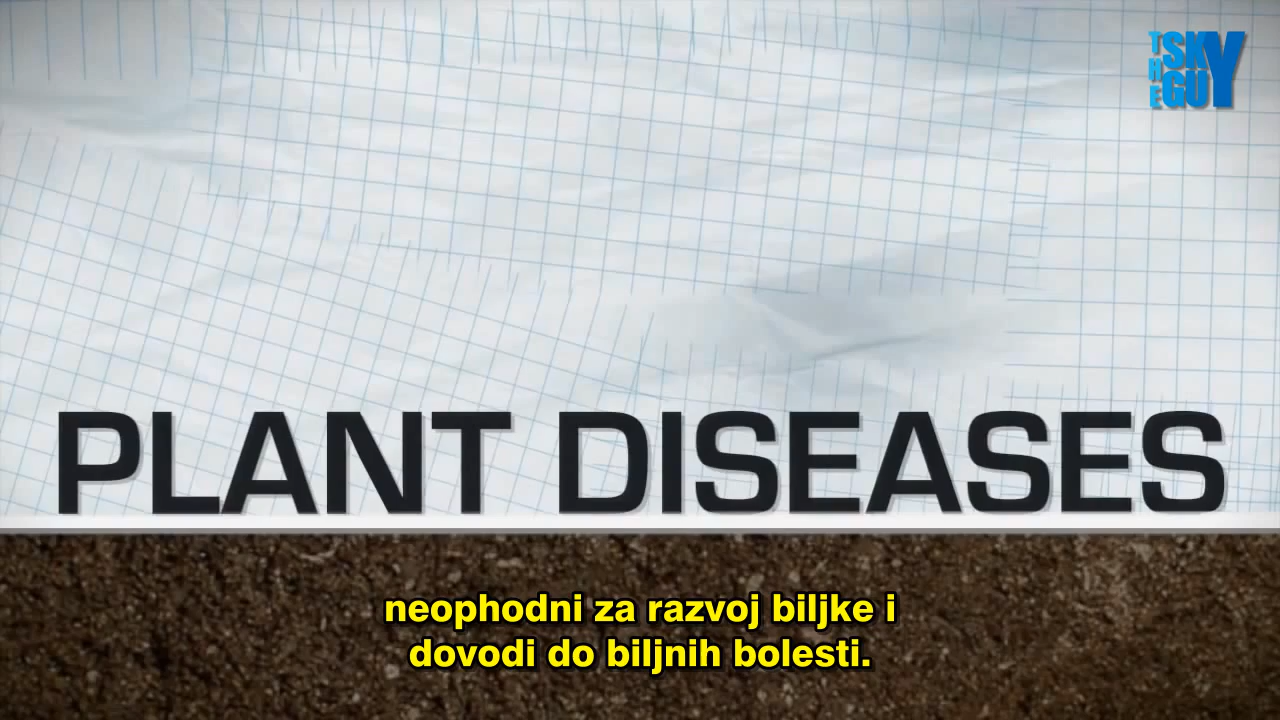 THE SKY GUY
PLANT DISEASES
neophodni za razvoj biljke i
dovodi do biljnih bolesti.